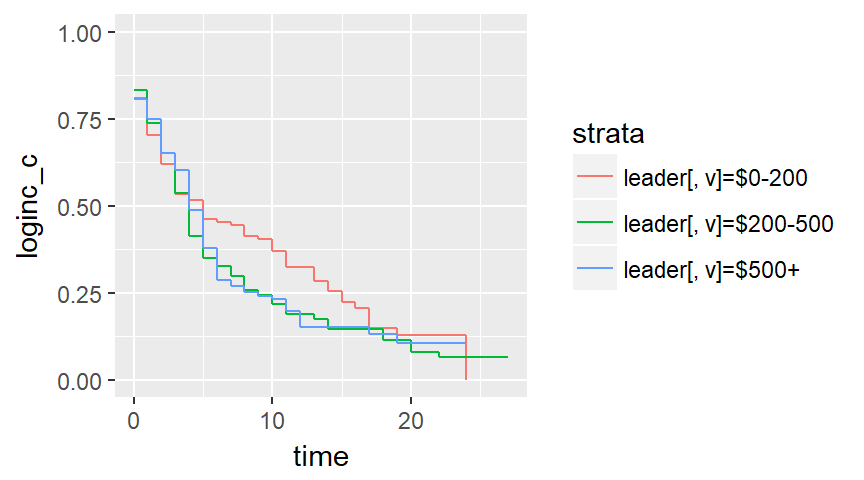 1.00
0.75
0.50
0.25
0.00
loginc_c
0
10
20
time
strata
leader[, v]=$0-200
leader[, v]=$200-500
leader[, v]=$500+